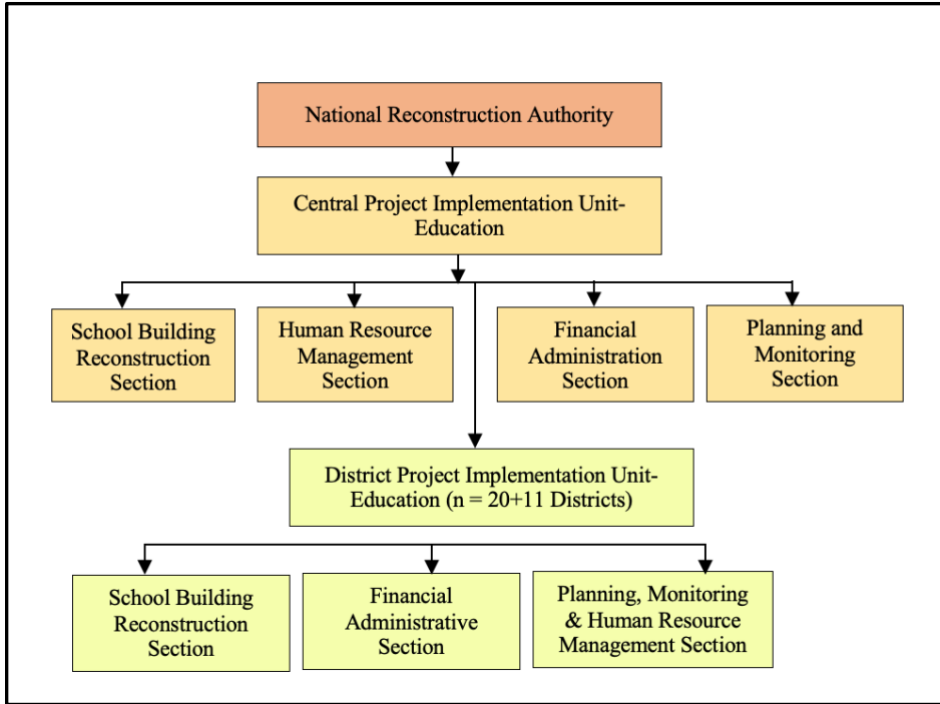 National Reconstruction Authority
Central Project Implementation Unit-
Education
School Building
Reconstruction
Section
Human Resource
Management
Section
Financial
Administration
Section
Planning and
Monitoring
Section
District Project Implementation Unit-
Education (n = 20+11 Districts)
School Building
Reconstruction
Section
Financial
Administrative
Section
Planning, Monitoring
& Human Resource
Management Section